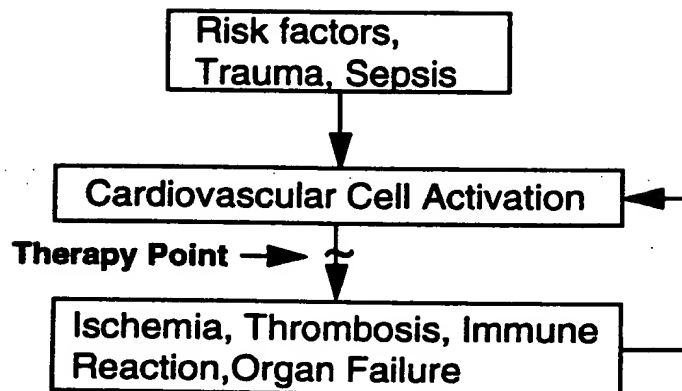 Risk factors,
Trauma, Sepsis
Cardiovascular Cell Activation
Therapy Point
Ischemia, Thrombosis, Immune
Reaction,Organ Failure